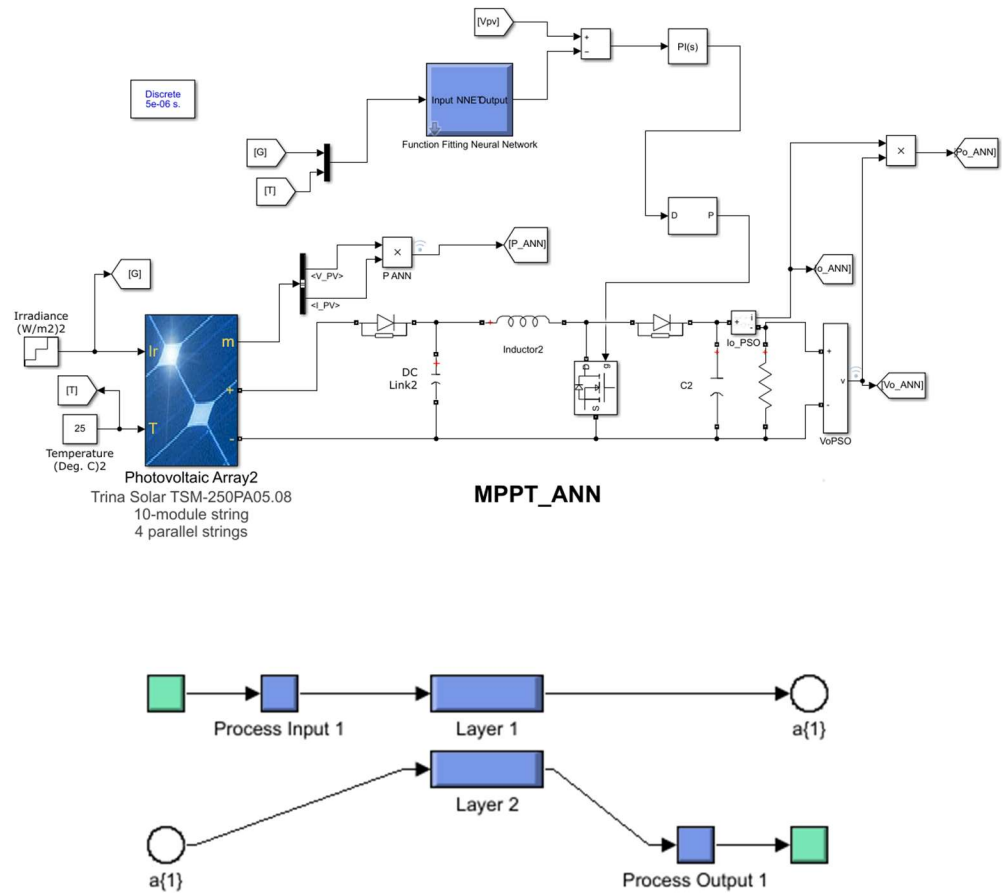 [Vpv]
+
−
PI(s)
Discrete
5e-06 s.
Input NNET Output
Function Fitting Neural Network
[G]
[T]
×
[Po_ANN]
D P
[P_ANN]
×
<V_PV>
P ANN
<I_PV>
[G]
[Io_ANN]
Irradiance
(W/m2)2
Ir
m
+
-
T
[T]
25
Temperature
(Deg. C)2
DC
Link2
+
+
Inductor2
g
D
S
+
C2
+
i
-
Io_PSO
+
+
v
-
VoPSO
[Vo_ANN]
Photovoltaic Array2
Trina Solar TSM-250PA05.08
10-module string
4 parallel strings
MPPT_ANN
Process Input 1
Layer 1
a{1}
Layer 2
a{1}
Process Output 1